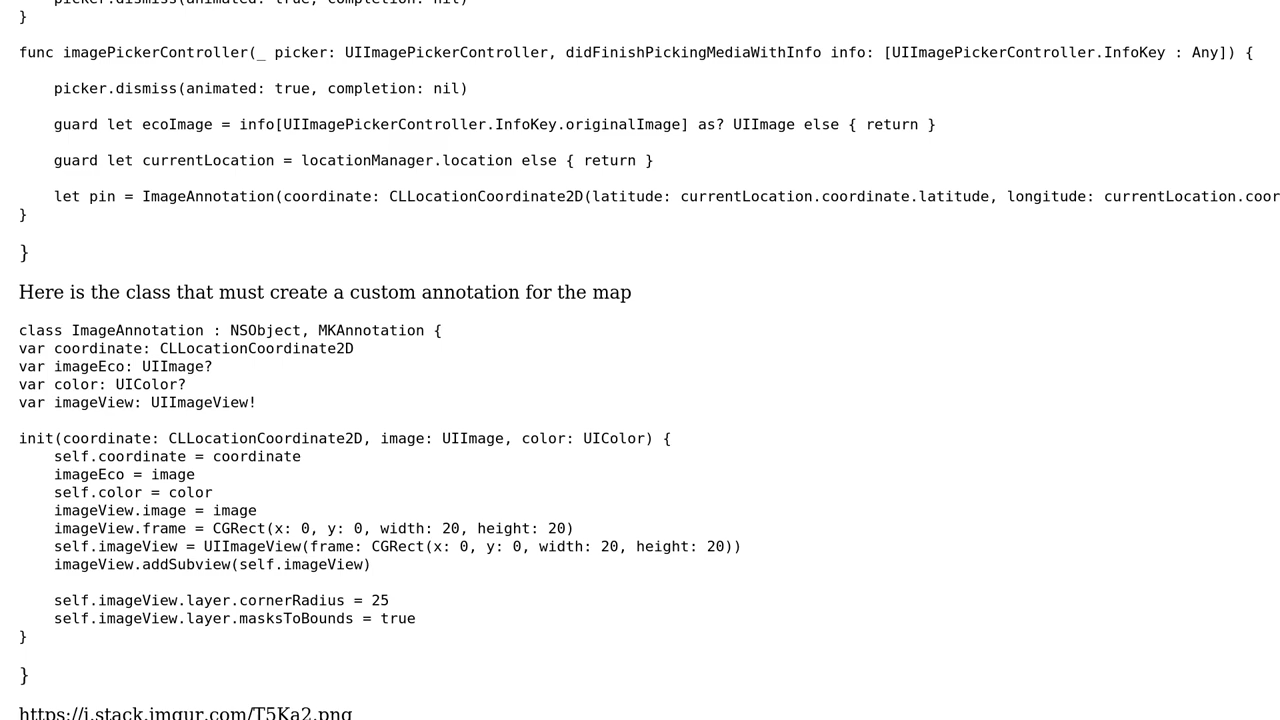 picker.dismiss(animated: true, completion: nil)
}
func imagePickerController(_ picker: UIImagePickerController, didFinishPickingMediaWithInfo info: [UIImagePickerController.InfoKey : Any]) {
picker.dismiss(animated: true, completion: nil)
guard let ecoImage = info[UIImagePickerController.InfoKey.originalImage] as? UIImage else { return }
guard let currentLocation = locationManager.location else { return }
let pin = ImageAnnotation(coordinate: CLLocationCoordinate2D(latitude: currentLocation.coordinate.latitude, longitude: currentLocation.coor
}
}
Here is the class that must create a custom annotation for the map
class ImageAnnotation : NSObject, MKAnnotation {
var coordinate: CLLocationCoordinate2D
var imageEco: UIImage?
var color: UIColor?
var imageView: UIImageView!
init(coordinate: CLLocationCoordinate2D, image: UIImage, color: UIColor) {
self.coordinate = coordinate
imageEco = image
self.color = color
imageView.image = image
imageView.frame = CGRect(x: 0, y: 0, width: 20, height: 20)
self.imageView = UIImageView(frame: CGRect(x: 0, y: 0, width: 20, height: 20))
imageView.addSubview(self.imageView)
self.imageView.layer.cornerRadius = 25
self.imageView.layer.masksToBounds = true
}
}
https://i.stack.imgur.com/T5Ka2.png